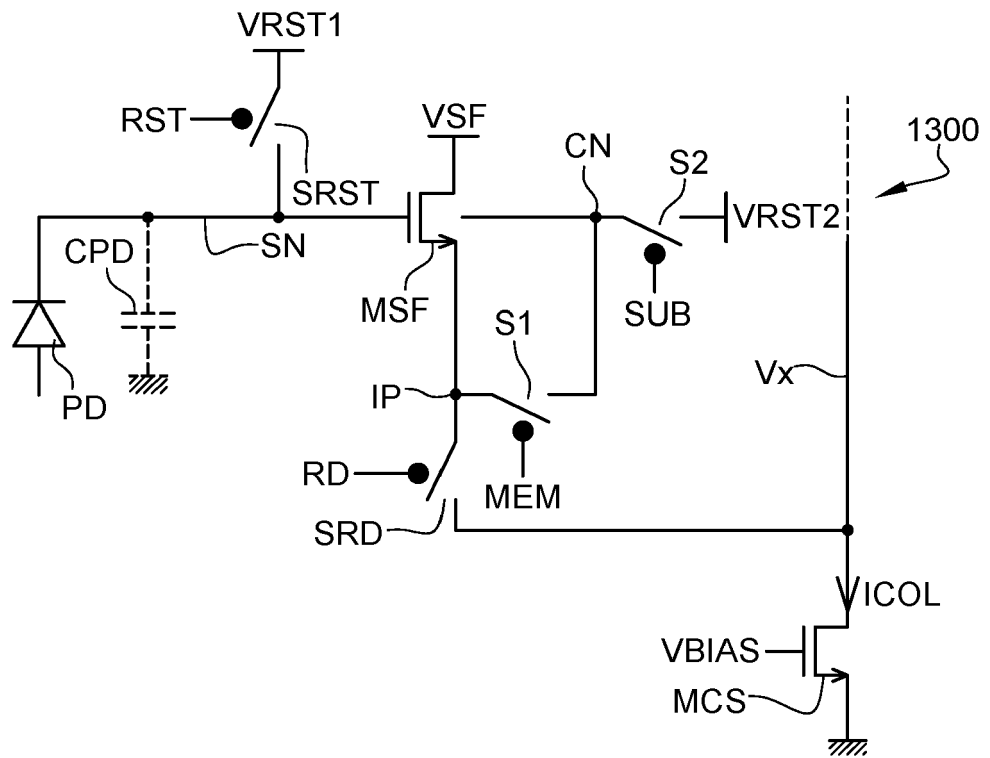 VRST1
RST
VSF
CN
S2
1300
SRST
SN
VRST2
CPD
MSF
SUB
S1
Vx
IP
PD
RD
MEM
SRD
ICOL
VBIAS
MCS